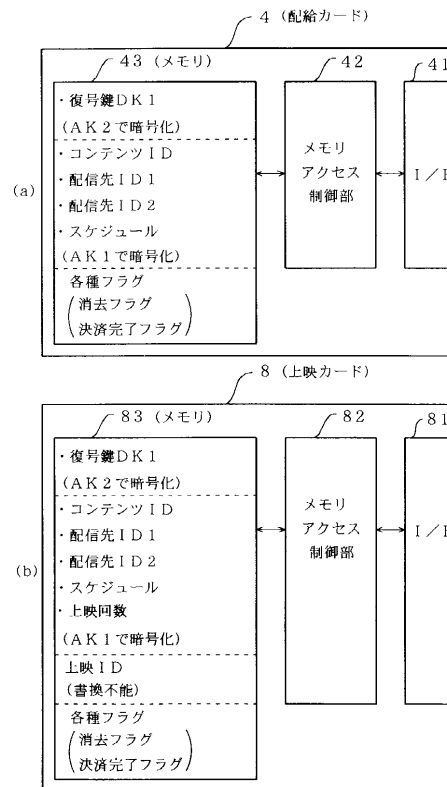 4 (配給カード)
43 (メモリ)
42
41
(a)
・復号鍵DK1
(AK2で暗号化)
・コンテンツID
・配信先ID1
・配信先ID2
・スケジュール
(AK1で暗号化)
各種フラグ
(消去フラグ
決済完了フラグ)
メモリ
アクセス
制御部
I/F
8 (上映カード)
83 (メモリ)
82
81
(b)
・復号鍵DK1
(AK2で暗号化)
・コンテンツID
・配信先ID1
・配信先ID2
・スケジュール
・上映回数
(AK1で暗号化)
上映ID
(書換不能)
各種フラグ
(消去フラグ
決済完了フラグ)
メモリ
アクセス
制御部
I/F